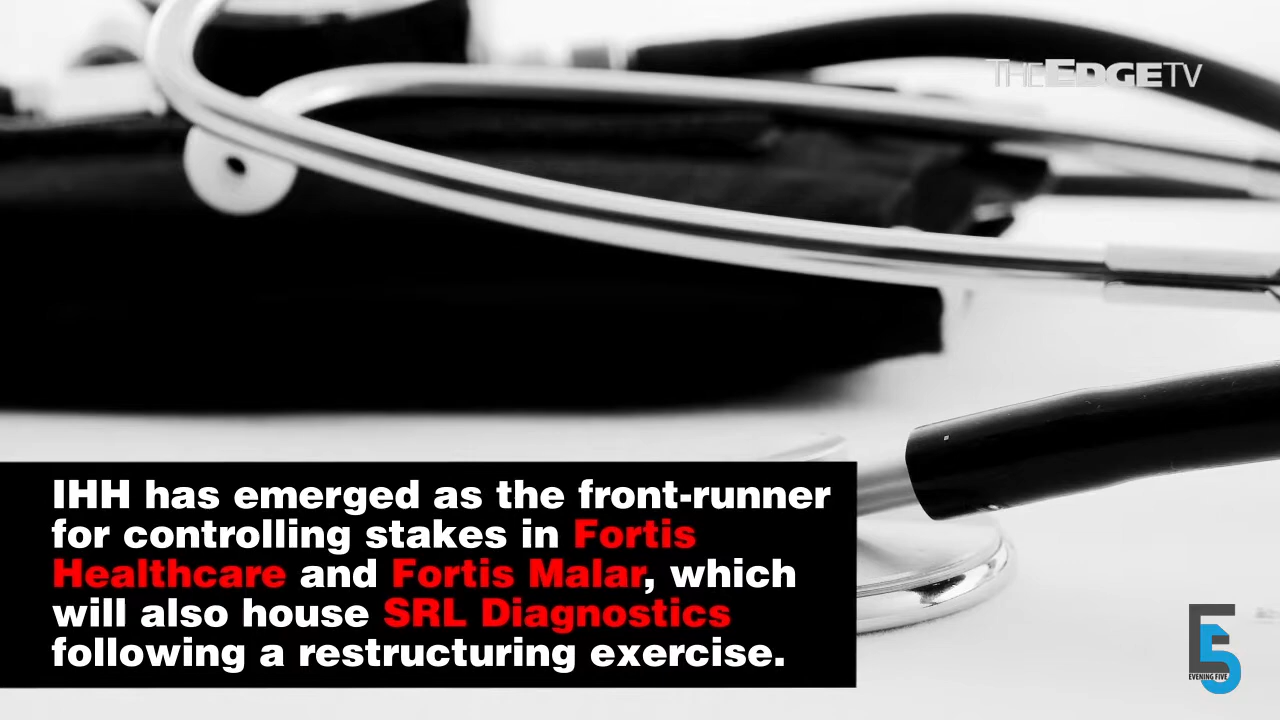 THEEDGETV
IHH has emerged as the front-runner
for controlling stakes in Fortis
Healthcare and Fortis Malar, which
will also house SRL Diagnostics
following a restructuring exercise.
E5
EVENING FIVE